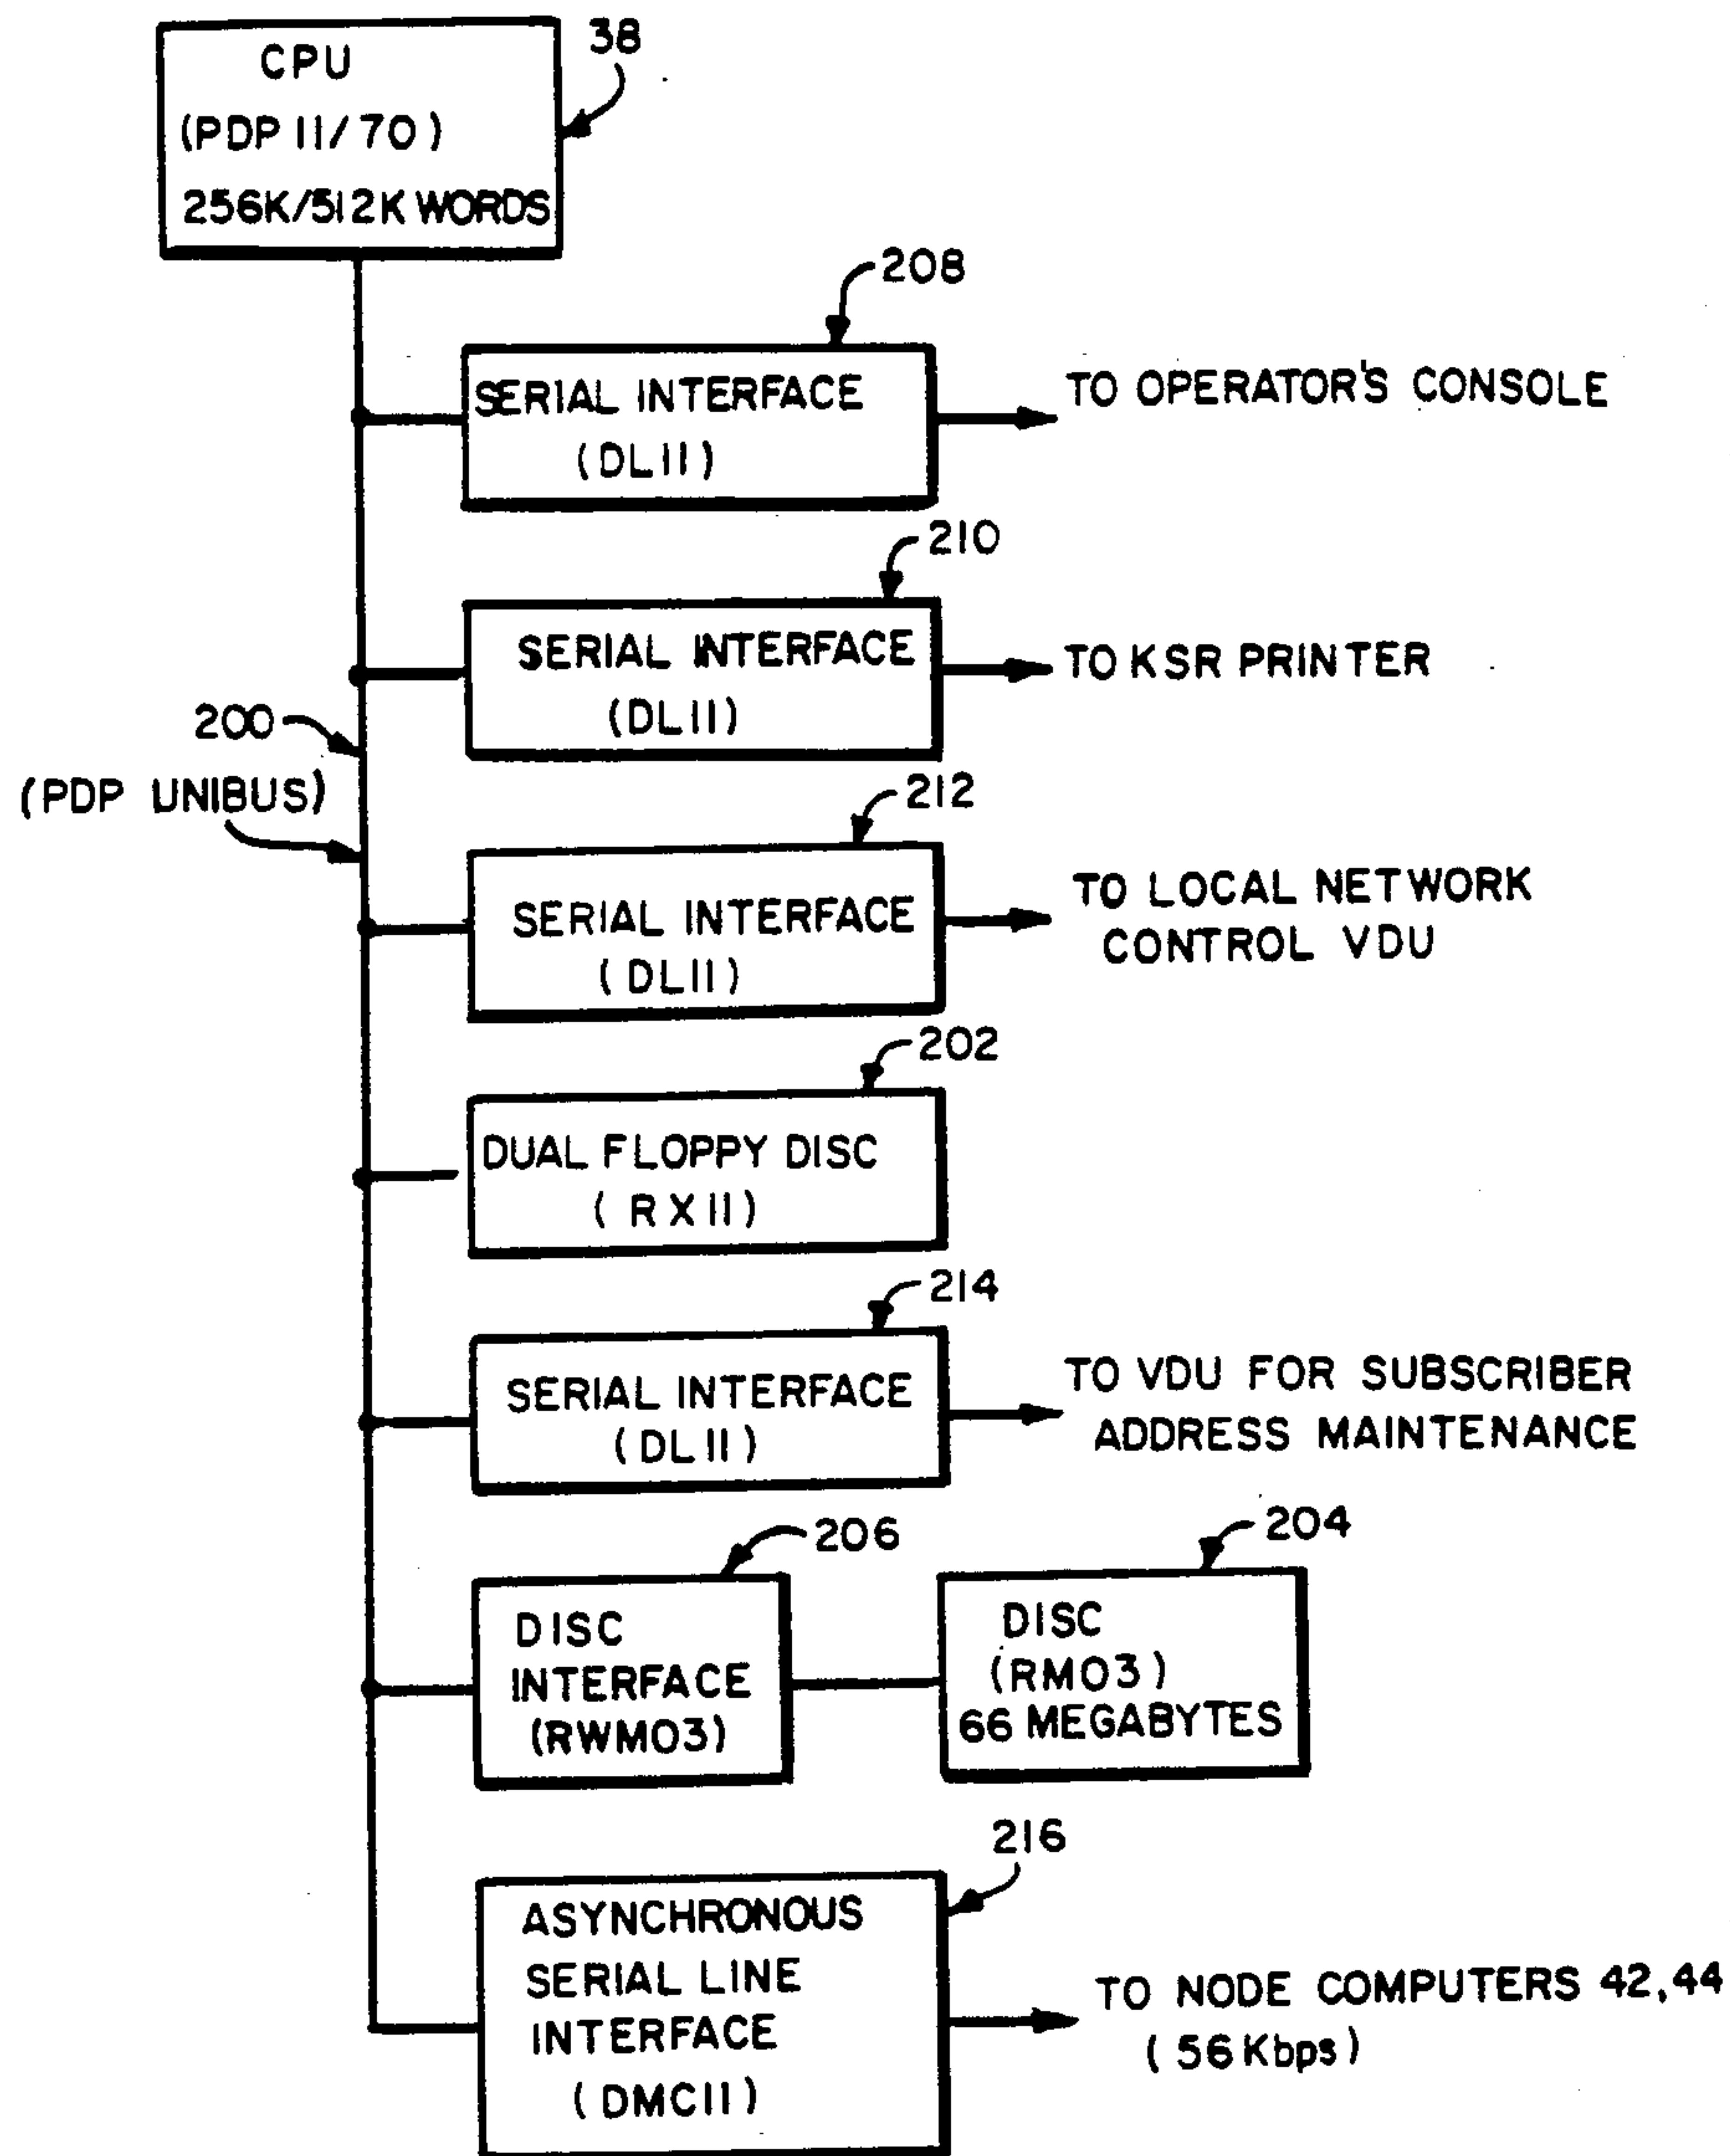 CPU
(PDP 11/70)
256K/512K WORDS
38
208
SERIAL INTERFACE
(DL11)
TO OPERATOR'S CONSOLE
210
SERIAL INTERFACE
(DL11)
TO KSR PRINTER
200
(PDP UNIBUS)
212
SERIAL INTERFACE
(DL11)
TO LOCAL NETWORK
CONTROL VDU
202
DUAL FLOPPY DISC
(RX11)
214
SERIAL INTERFACE
(DL11)
TO VDU FOR SUBSCRIBER
ADDRESS MAINTENANCE
206
DISC
INTERFACE
(RWM03)
204
DISC
(RM03)
66 MEGABYTES
216
ASYNCHRONOUS
SERIAL LINE
INTERFACE
(DMC11)
TO NODE COMPUTERS 42,44
(56Kbps)